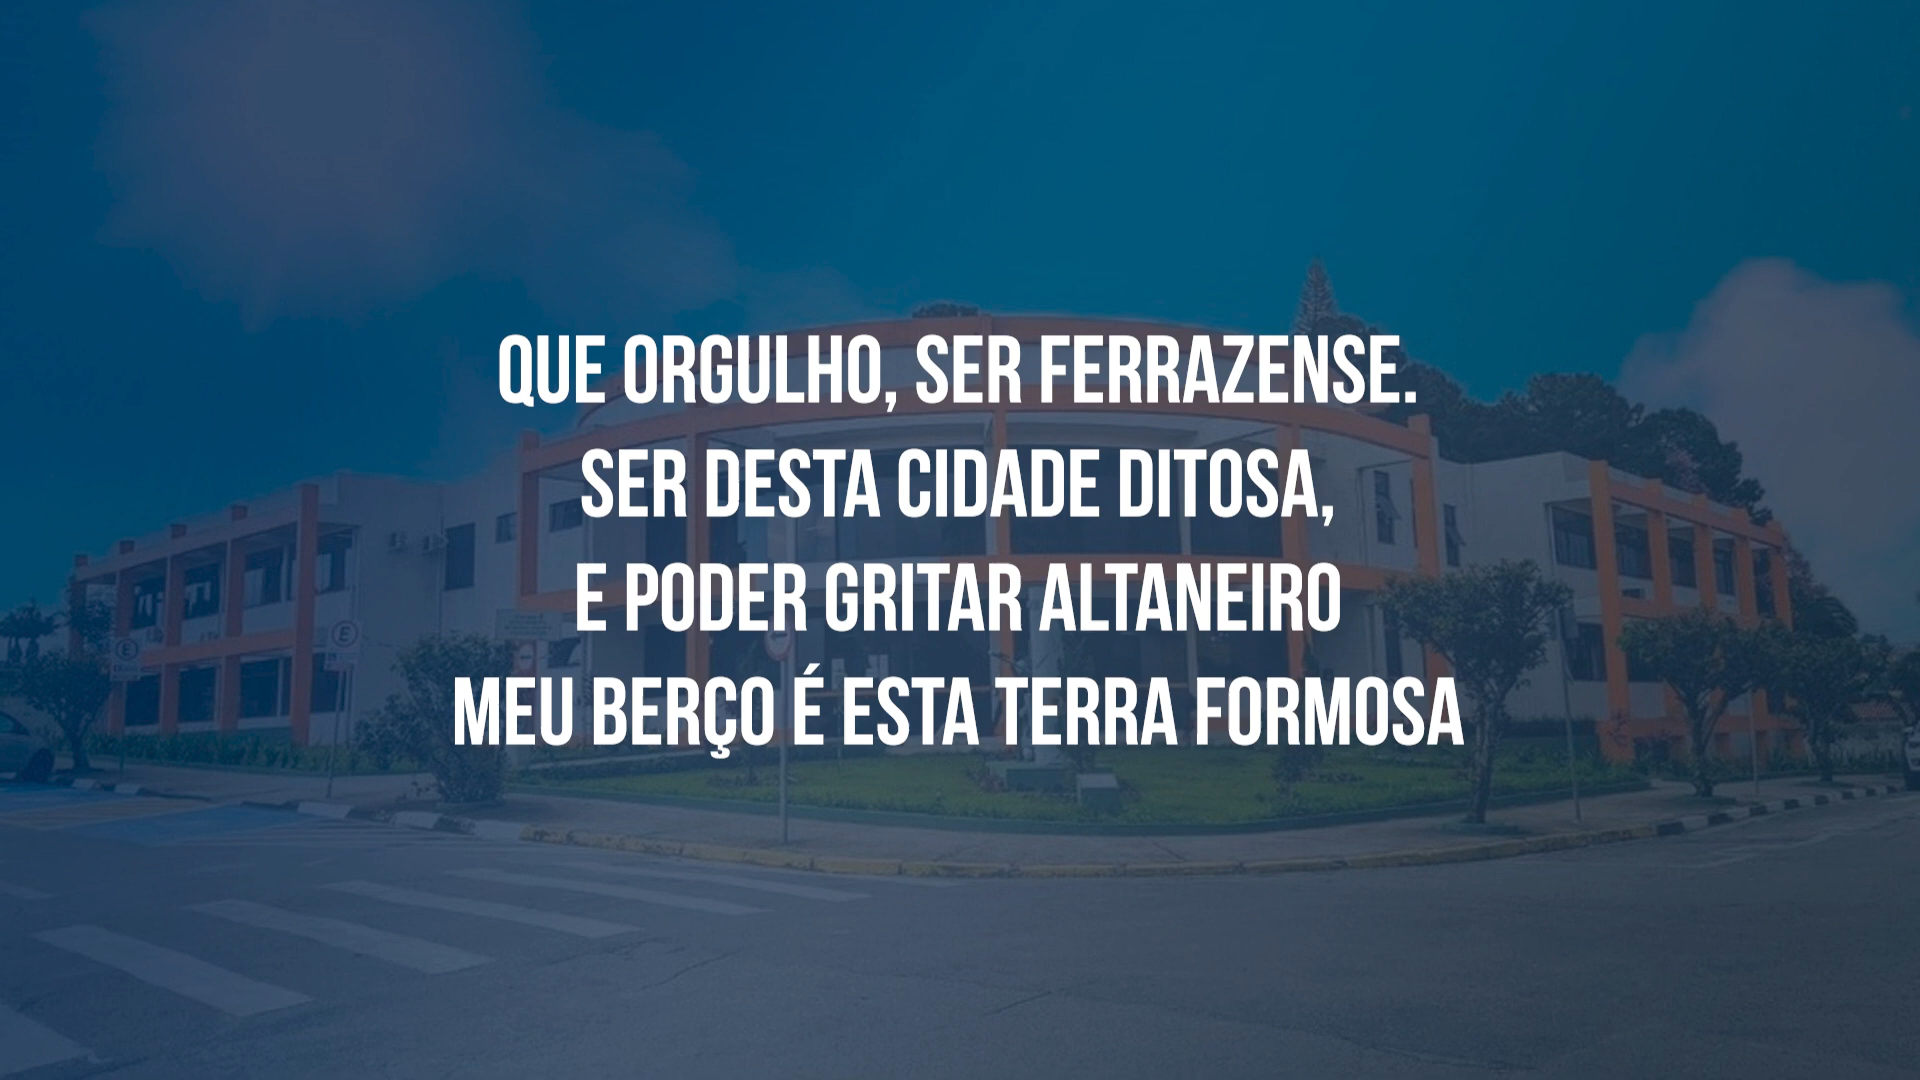 QUE ORGULHO, SER FERRAZENSE.
SER DESTA CIDADE DITOSA,
E PODER GRITAR ALTANEIRO
MEU BERÇO É ESTA TERRA FORMOSA
E
E